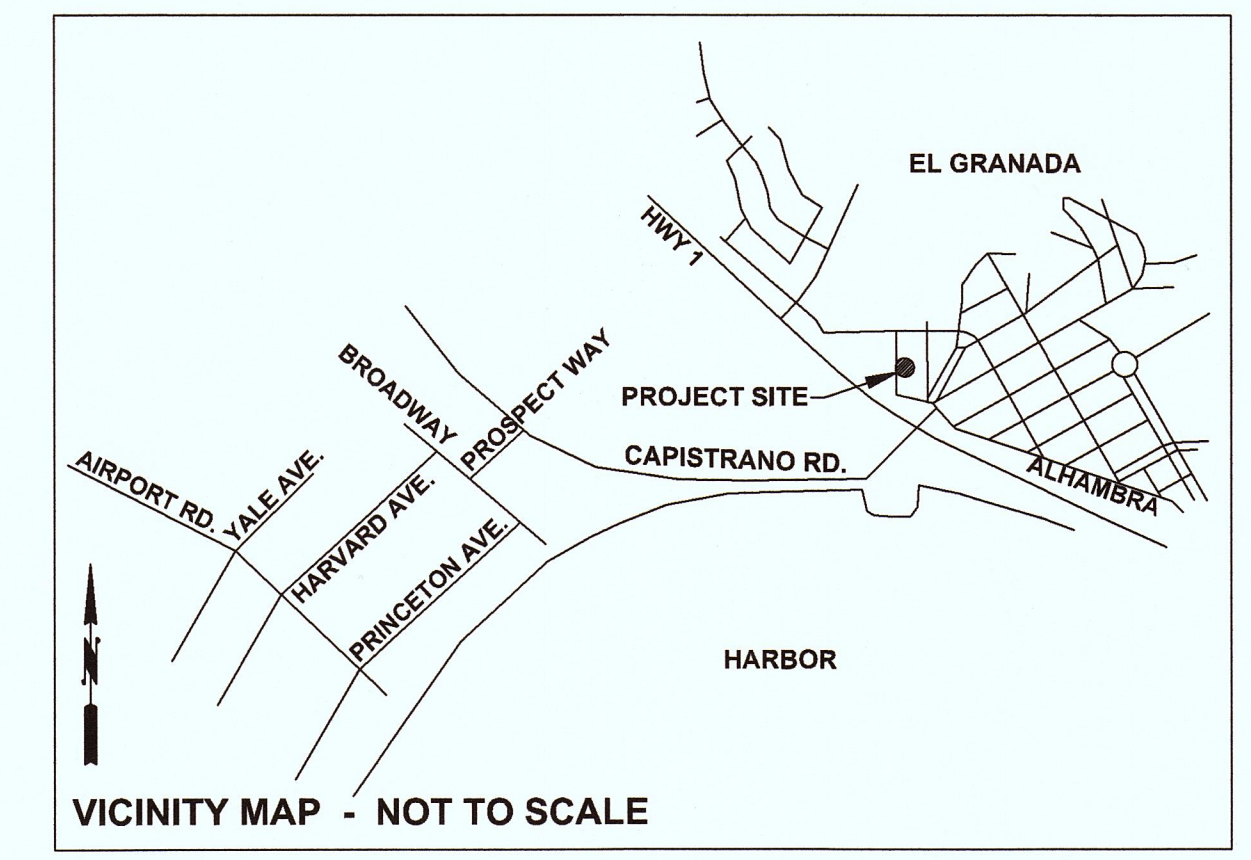 EL GRANADA
HWY 1
BROADWAY
PROSPECT WAY
PROJECT SITE
CAPISTRANO RD.
AIRPORT RD.
YALE AVE.
HARVARD AVE.
ALHAMBRA
PRINCETON AVE.
N
HARBOR
VICINITY MAP - NOT TO SCALE